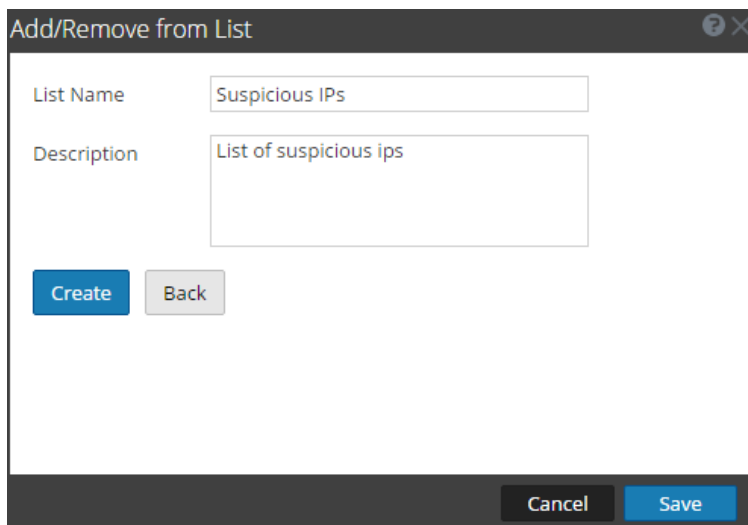 Add/Remove from List
List Name
Suspicious IPs
Description
List of suspicious ips
Create
Back
Cancel
Save